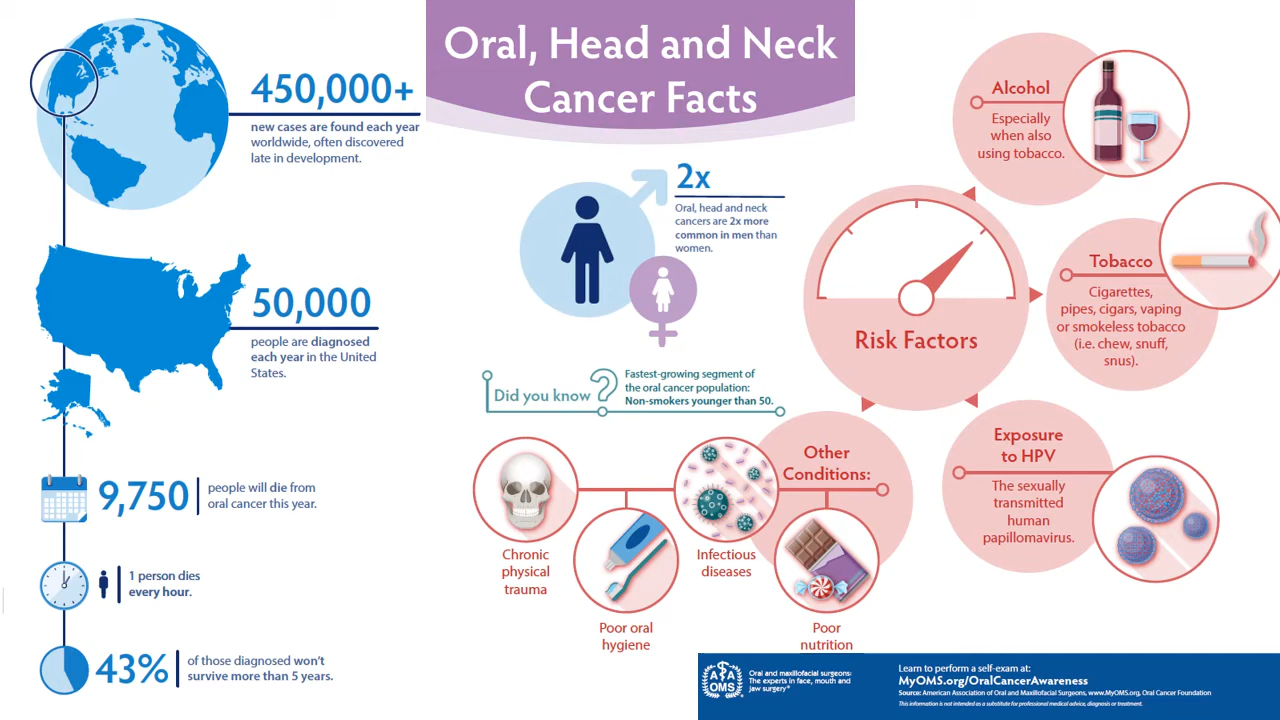 Oral, Head and Neck
Cancer Facts
450,000+
new cases are found each year
worldwide, often discovered
late in development.
50,000
people are diagnosed
each year in the United
States.
9,750
people will die from
oral cancer this year.
1 person dies
every hour.
43%
of those diagnosed won't
survive more than 5 years.
2x
Oral, head and neck
cancers are 2x more
common in men than
women.
Did you know ?
Fastest-growing segment of
the oral cancer population:
Non-smokers younger than 50.
Risk Factors
Alcohol
Especially
when also
using tobacco.
Tobacco
Cigarettes,
pipes, cigars, vaping
or smokeless tobacco
(i.e. chew, snuff,
snus).
Exposure
to HPV
The sexually
transmitted
human
papillomavirus.
Other
Conditions:
Chronic
physical
trauma
Poor oral
hygiene
Infectious
diseases
Poor
nutrition
AA
OMS
Oral and maxillofacial surgeons:
The experts in face, mouth and
jaw surgery®
Learn to perform a self-exam at:
MyOMS.org/OralCancerAwareness
Source: American Association of Oral and Maxillofacial Surgeons, www.MyOMS.org, Oral Cancer Foundation
This information is not intended as a substitute for professional medical advice, diagnosis or treatment.